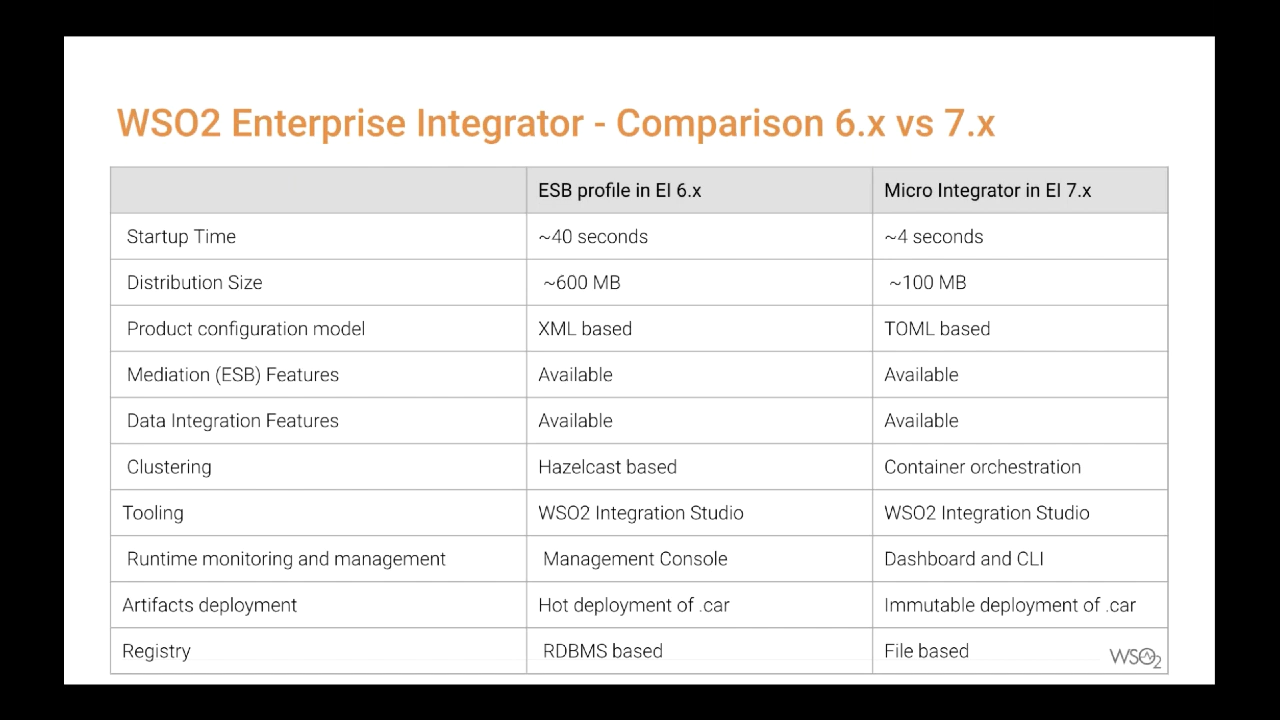 WSO2 Enterprise Integrator - Comparison 6.x vs 7.x
ESB profile in EI 6.x Micro Integrator in EI 7.x
Startup Time ~40 seconds ~4 seconds
Distribution Size ~600 MB ~100 MB
Product configuration model XML based TOML based
Mediation (ESB) Features Available Available
Data Integration Features Available Available
Clustering Hazelcast based Container orchestration
Tooling WSO2 Integration Studio WSO2 Integration Studio
Runtime monitoring and management Management Console Dashboard and CLI
Artifacts deployment Hot deployment of .car Immutable deployment of .car
Registry RDBMS based File based
WSO2